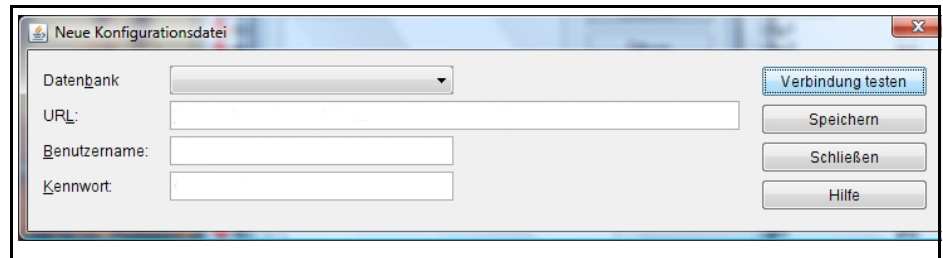 Neue Konfigurationsdatei
Datenbank
Verbindung testen
URL:
Speichern
Benutzername:
Schließen
Kennwort:
Hilfe